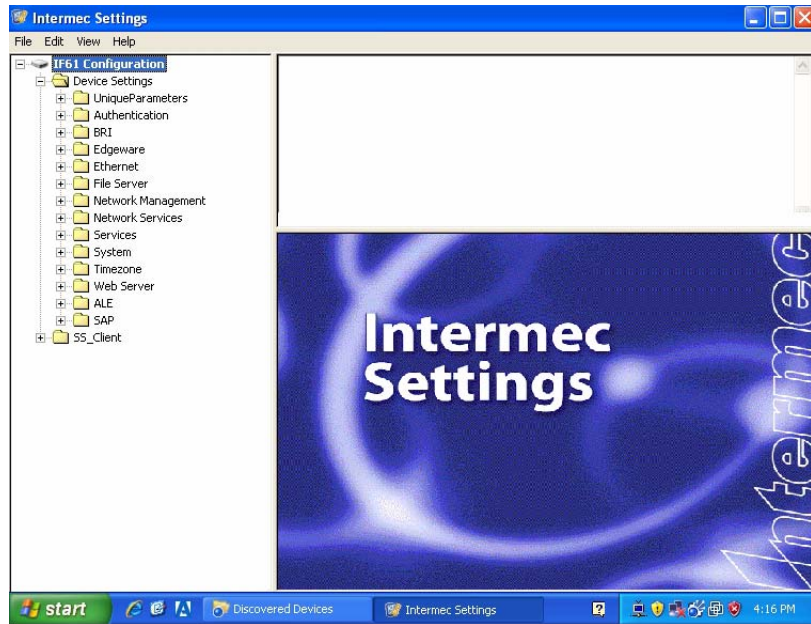 Intermec Settings
File Edit View Help
IF61 Configuration
Device Settings
UniqueParameters
Authentication
BRI
Edgeware
Ethernet
File Server
Network Management
Network Services
Services
System
Timezone
Web Server
ALE
SAP
SS_Client
Intermec
Settings
Intermec
start
Discovered Devices
Intermec Settings
4:16 PM